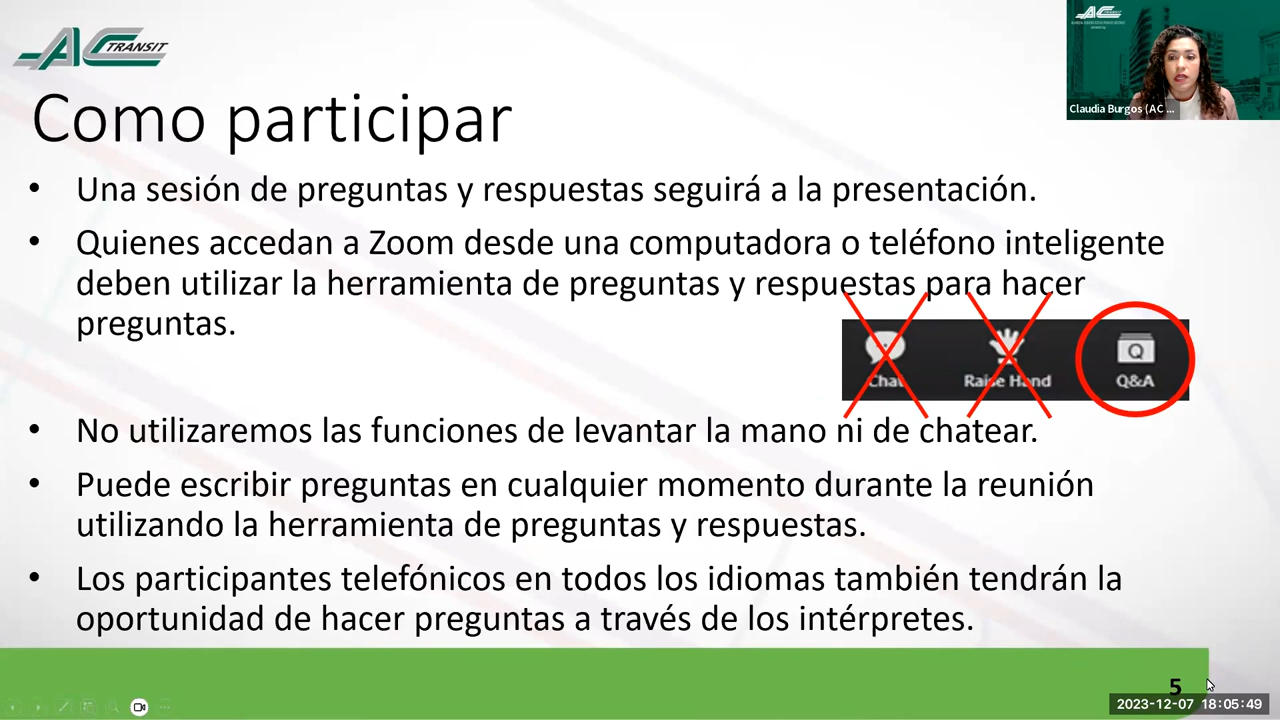 AC TRANSIT
Claudia Burgos (AC ...
Como participar
• Una sesión de preguntas y respuestas seguirá a la presentación.
• Quienes accedan a Zoom desde una computadora o teléfono inteligente
deben utilizar la herramienta de preguntas y respuestas para hacer
preguntas.
Chat Raise Hand Q&A
• No utilizaremos las funciones de levantar la mano ni de chatear.
• Puede escribir preguntas en cualquier momento durante la reunión
utilizando la herramienta de preguntas y respuestas.
• Los participantes telefónicos en todos los idiomas también tendrán la
oportunidad de hacer preguntas a través de los intérpretes.
5
2023-12-07 18:05:49